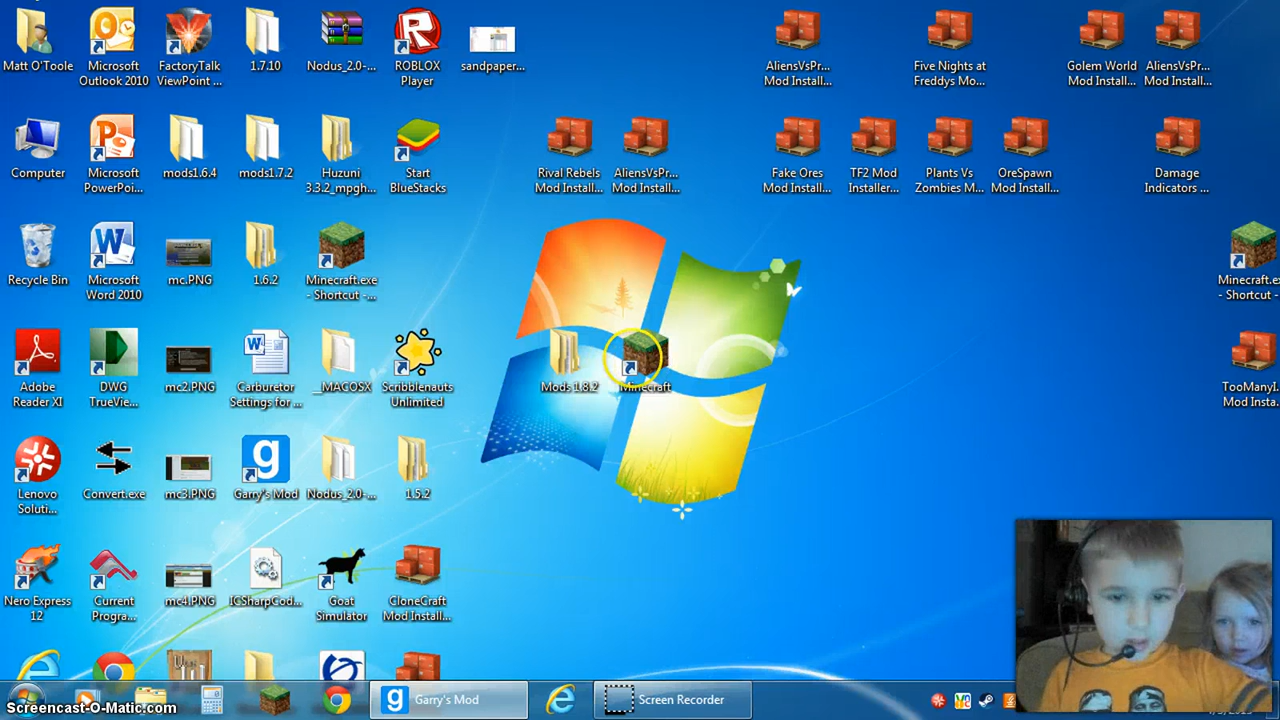 Matt O'Toole
Microsoft
Outlook 2010
FactoryTalk
ViewPoint ...
1.7.10
Nodus_2.0-...
ROBLOX
Player
sandpaper...
AliensVsPr...
Mod Install...
Five Nights at
Freddys Mo...
Golem World
Mod Install...
AliensVsPr...
Mod Install...
Computer
Microsoft
PowerPoi...
mods1.6.4
mods1.7.2
Huzuni
3.3.2_mpgh...
Start
BlueStacks
Rival Rebels
Mod Install...
AliensVsPr...
Mod Install...
Fake Ores
Mod Install...
TF2 Mod
Installer...
Plants Vs
Zombies M...
OreSpawn
Mod Install...
Damage
Indicators ...
Recycle Bin
Microsoft
Word 2010
mc.PNG
1.6.2
Minecraft.exe
- Shortcut -...
Minecraft.ex
- Shortcut -
Adobe
Reader XI
DWG
TrueVie...
mc2.PNG
Carburetor
Settings for ...
__MACOSX
Scribblenauts
Unlimited
Mods 1.8.2
Minecraft
TooManyI
Mod Insta
Lenovo
Soluti...
Convert.exe
mc3.PNG
g
Garry's Mod
Nodus_2.0-...
1.5.2
Nero Express
12
Current
Progra...
mc4.PNG
ICSharpCod...
Goat
Simulator
CloneCraft
Mod Install...
g
Garry's Mod
Screen Recorder
Screencast-O-Matic.com